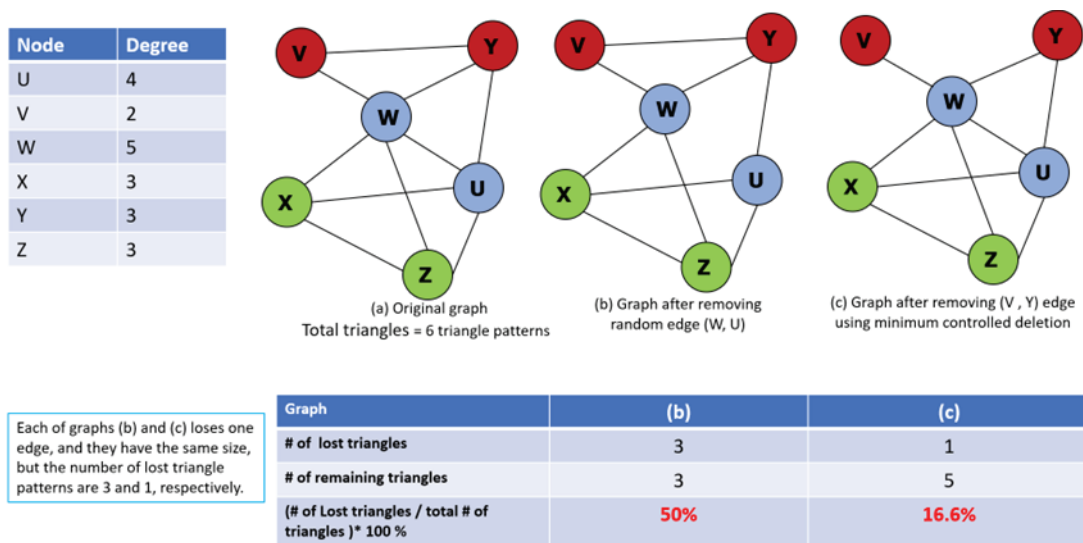 Node Degree
U 4
V 2
W 5
X 3
Y 3
Z 3
V
Y
W
X
U
Z
(a) Original graph
Total triangles = 6 triangle patterns
V
Y
W
X
U
Z
(b) Graph after removing
random edge (W, U)
V
Y
W
X
U
Z
(c) Graph after removing (V , Y) edge
using minimum controlled deletion
Each of graphs (b) and (c) loses one
edge, and they have the same size,
but the number of lost triangle
patterns are 3 and 1, respectively.
Graph (b) (c)
# of lost triangles 3 1
# of remaining triangles 3 5
(# of Lost triangles / total # of
triangles )* 100 % 50% 16.6%